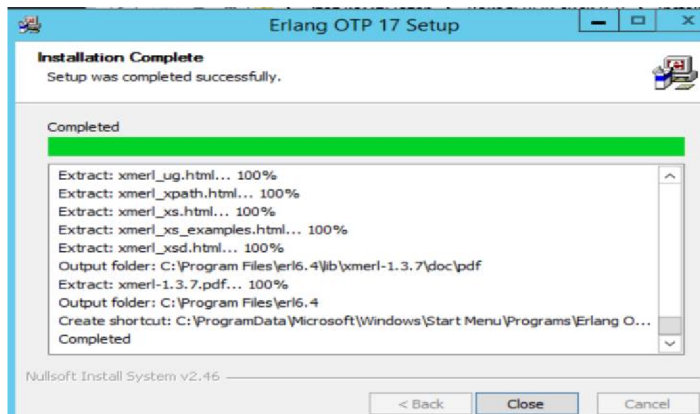 Erlang OTP 17 Setup
Installation Complete
Setup was completed successfully.
Completed
Extract: xmerl_ug.html... 100%
Extract: xmerl_xpath.html... 100%
Extract: xmerl_xs.html... 100%
Extract: xmerl_xs_examples.html... 100%
Extract: xmerl_xsd.html... 100%
Output folder: C:\Program Files\erl6.4\lib\xmerl-1.3.7\doc\pdf
Extract: xmerl-1.3.7.pdf... 100%
Output folder: C:\Program Files\erl6.4
Create shortcut: C:\ProgramData\Microsoft\Windows\Start Menu\Programs\Erlang O...
Completed
Nullsoft Install System v2.46
< Back Close Cancel